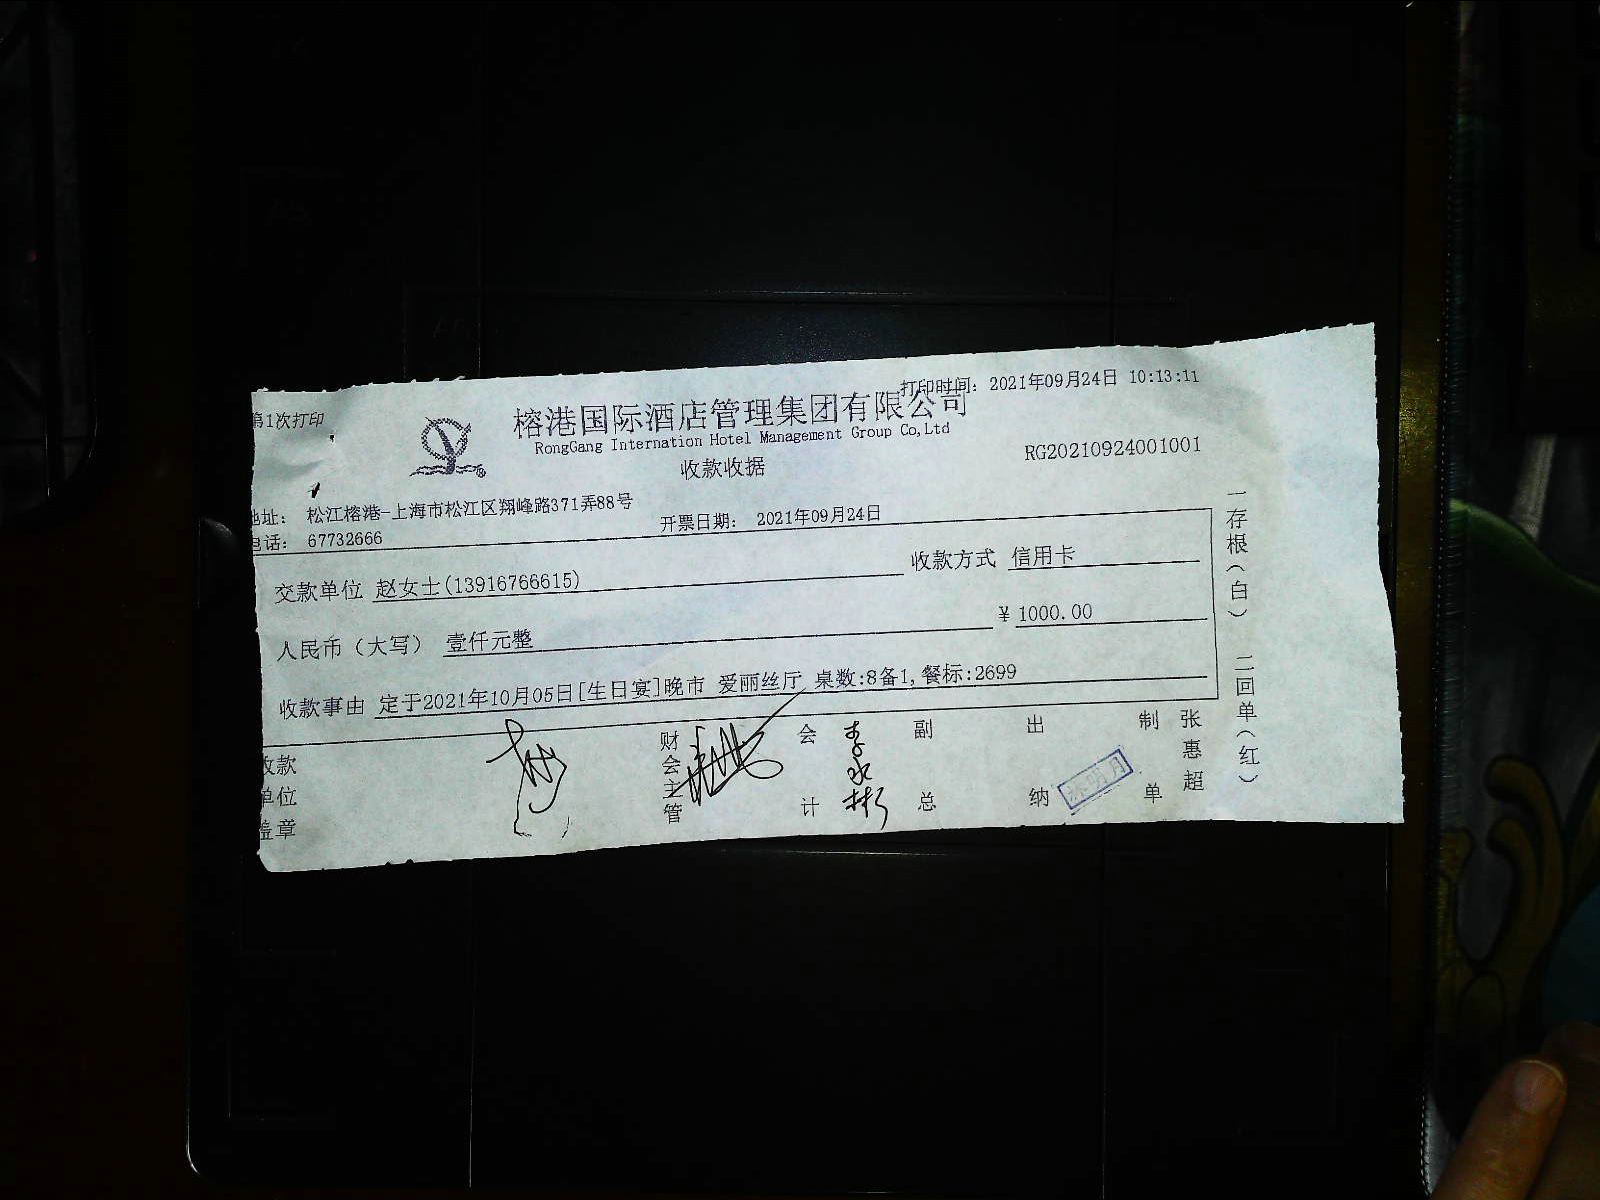 第1次打印
打印时间: 2021年09月24日 10:13:11
榕港国际酒店管理集团有限公司
RongGang Internation Hotel Management Group Co,Ltd
收款收据
RG20210924001001
地址: 松江榕港-上海市松江区翔峰路371弄88号
电话: 67732666
开票日期: 2021年09月24日
交款单位 赵女士(13916766615)
收款方式 信用卡
人民币（大写） 壹仟元整
¥ 1000.00
收款事由 定于2021年10月05日[生日宴]晚市 爱丽丝厅 桌数:8备1,餐标:2699
收款单位盖章
财会主管
会计 李水彬
副总
出纳
制单 张惠超
一存根（白） 二回单（红）